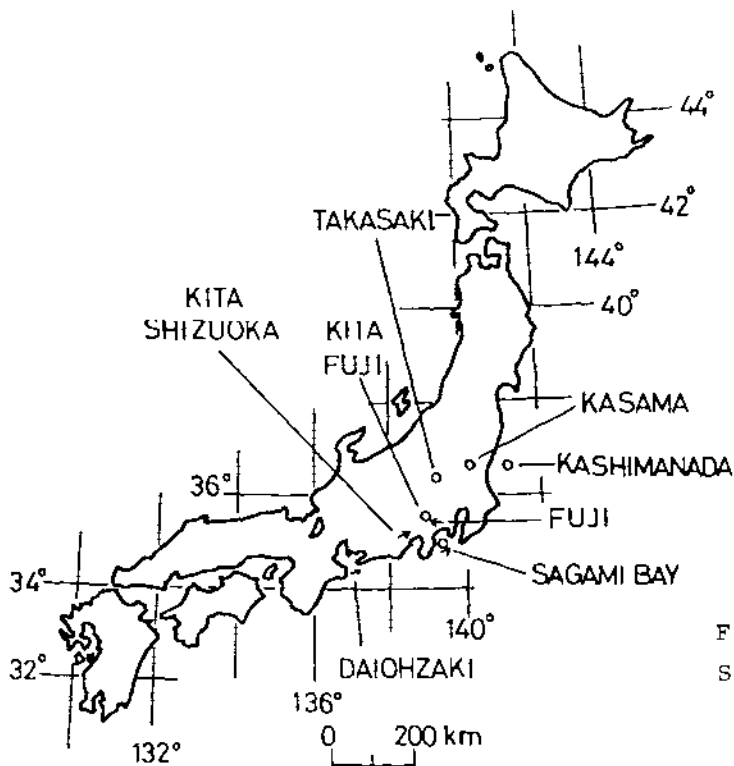 44°
42°
TAKASAKI
144°
KITA
SHIZUOKA
KITA
FUJI
40°
KASAMA
KASHIMANADA
36°
FUJI
SAGAMI BAY
34°
140°
F
S
32°
DAIOHZAKI
136°
132°
0 200 km